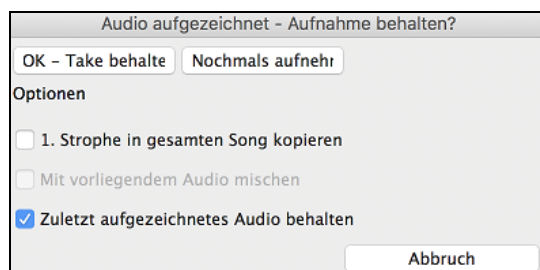 Audio aufgezeichnet - Aufnahme behalten?
OK - Take behalte Nochmals aufnehr
Optionen
1. Strophe in gesamten Song kopieren
Mit vorliegendem Audio mischen
Zuletzt aufgezeichnetes Audio behalten
Abbruch